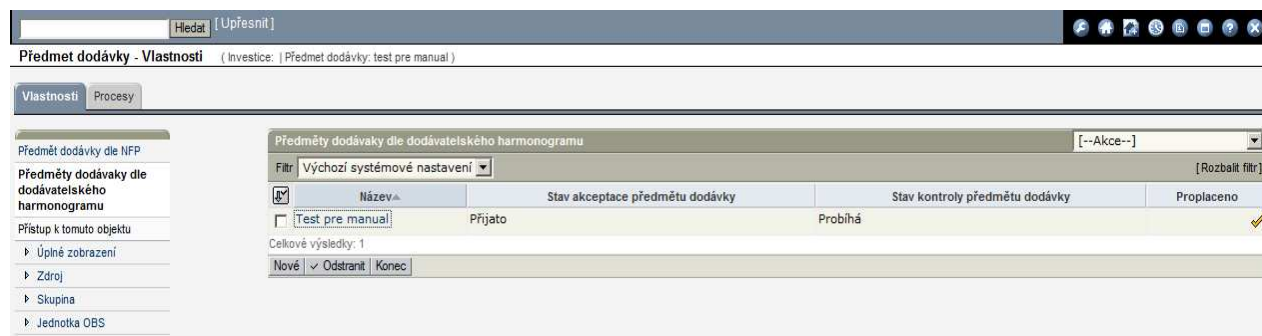 Hledat [ Upřesnit ]
Předmet dodávky - Vlastnosti ( Investice: | Předmet dodávky: test pre manual )
Vlastnosti Procesy
Předmět dodávky dle NFP
Předměty dodávaky dle
dodávatelského
harmonogramu
Přístup k tomuto objektu
Úplné zobrazení
Zdroj
Skupina
Jednotka OBS
Předměty dodávaky dle dodávatelského harmonogramu [--Akce--]
Filtr Výchozí systémové nastavení [Rozbalit filtr]
Název Stav akceptace předmětu dodávky Stav kontroly předmětu dodávky Proplaceno
Test pre manual Přijato Probíhá
Celkové výsledky: 1
Nové Odstranit Konec